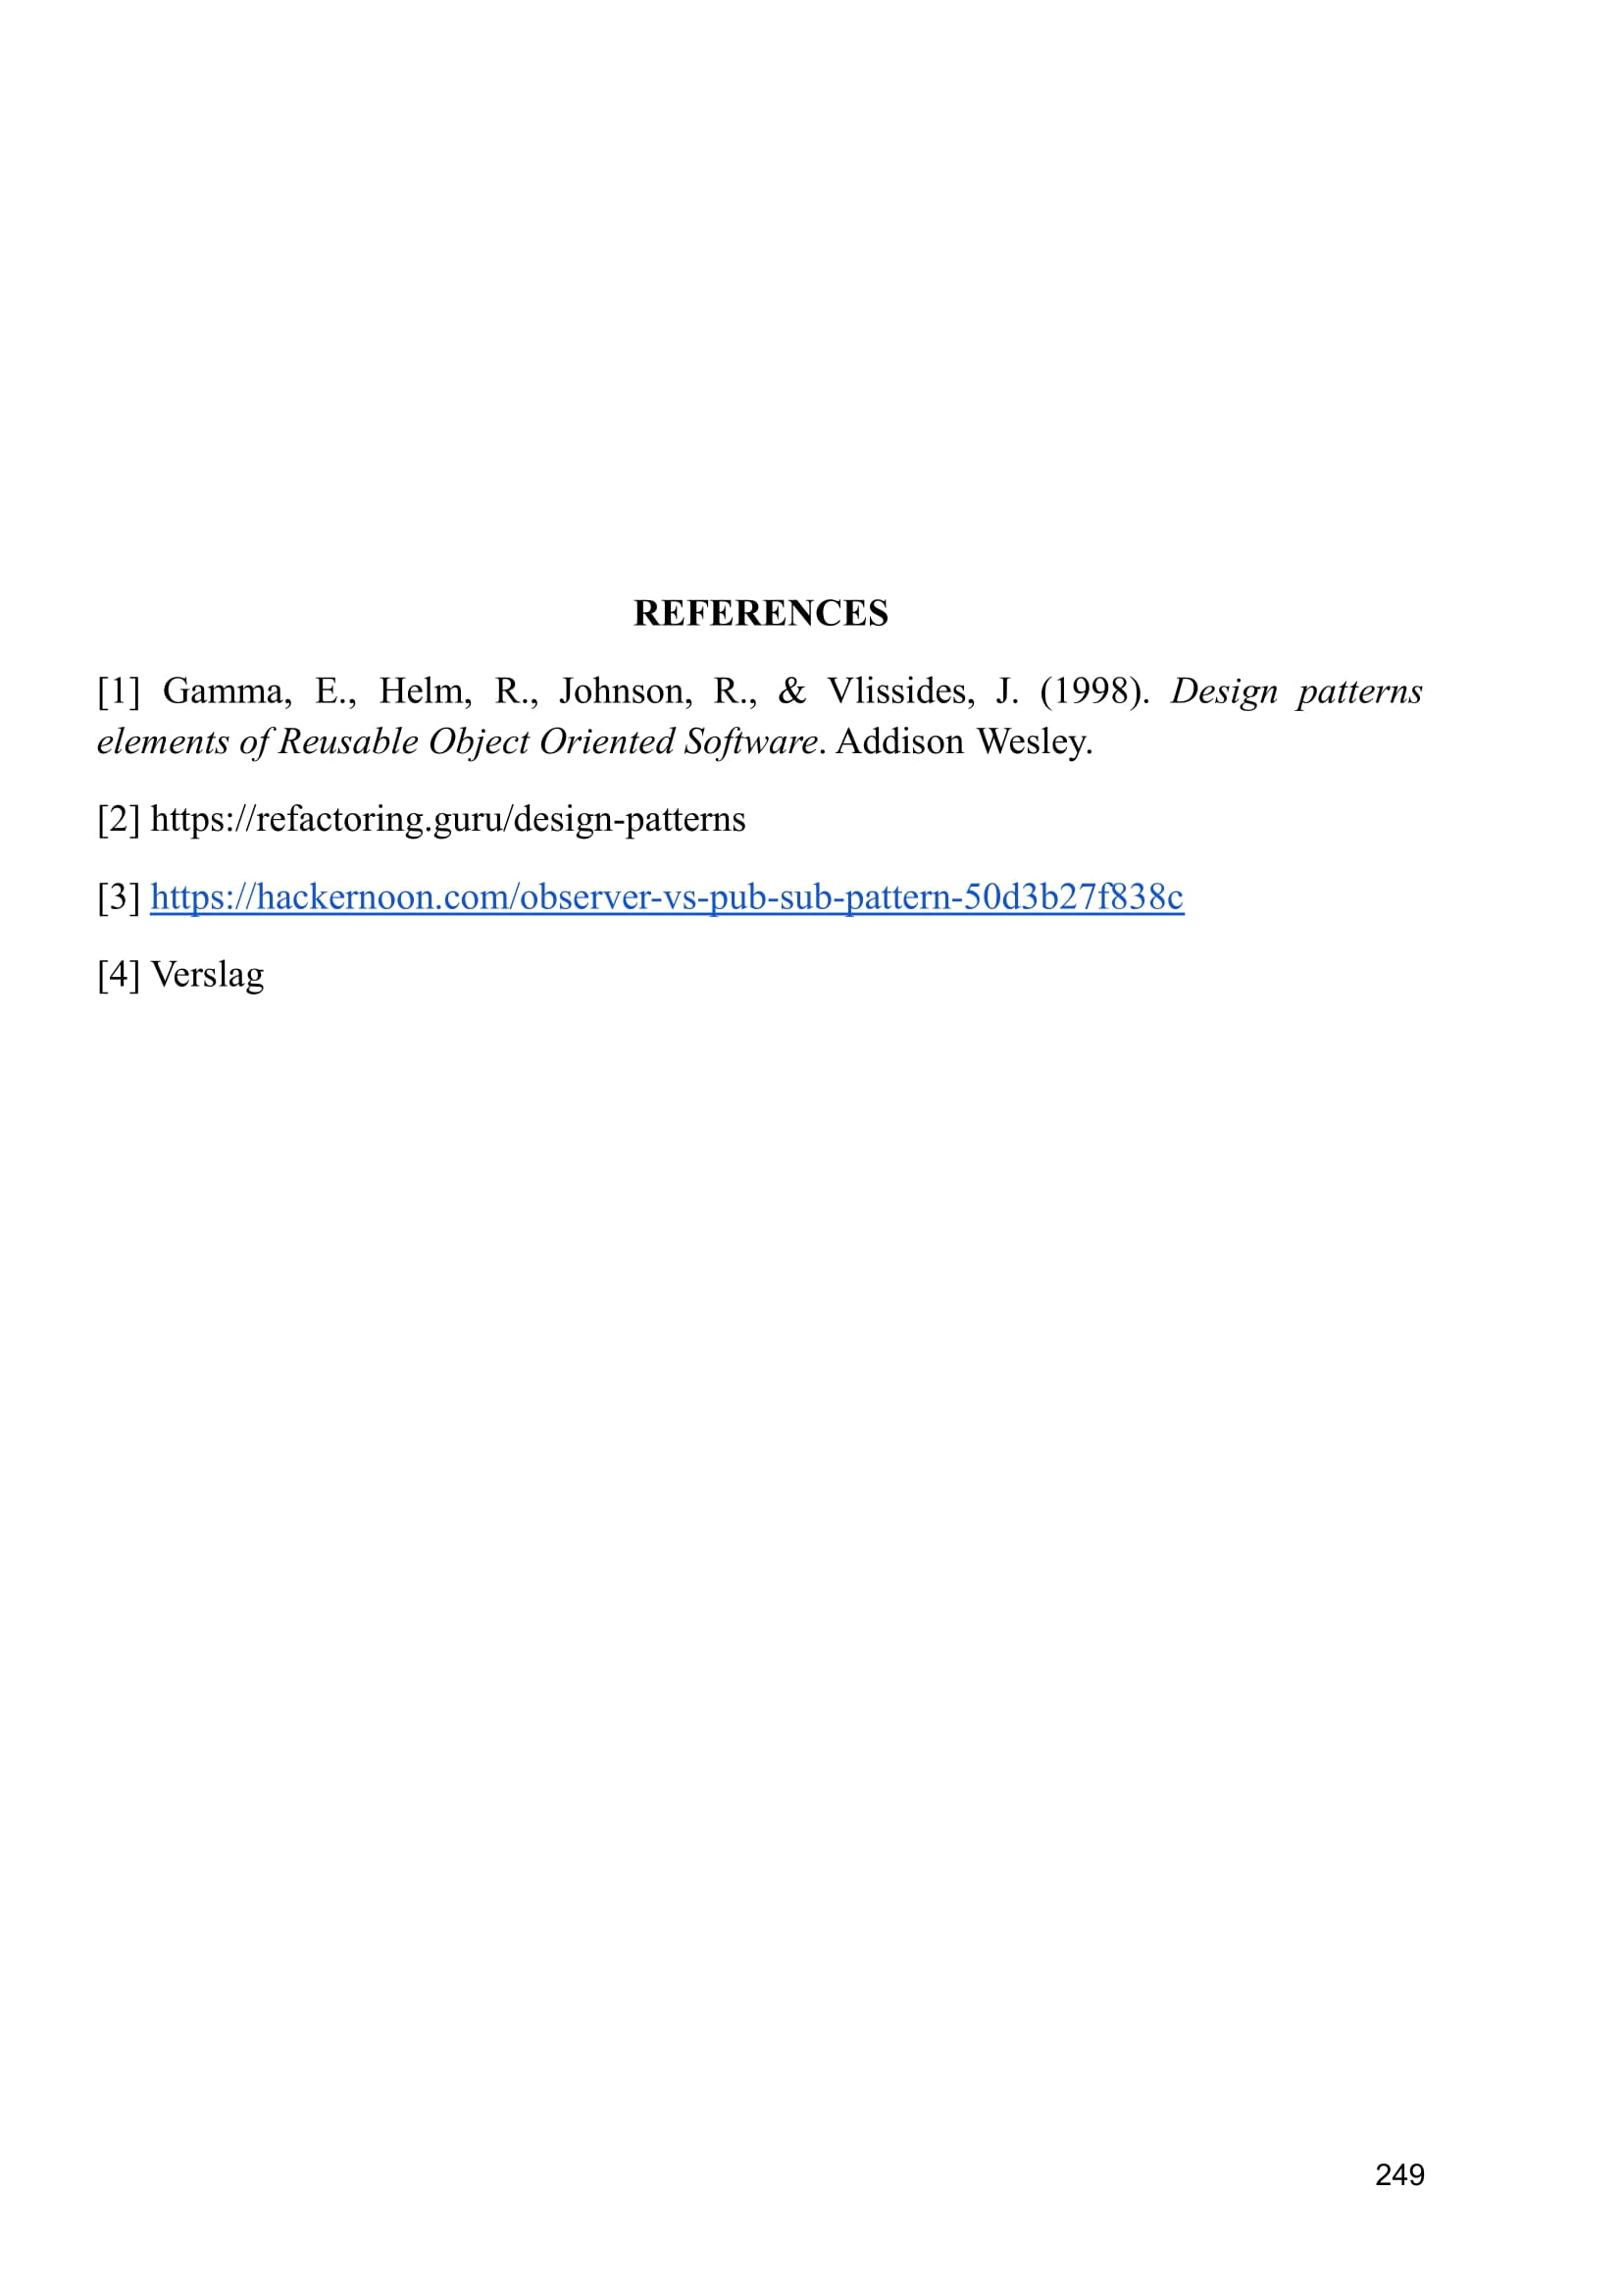 REFERENCES
[1] Gamma, E., Helm, R., Johnson, R., & Vlissides, J. (1998). Design patterns
elements of Reusable Object Oriented Software. Addison Wesley.
[2] https://refactoring.guru/design-patterns
[3] https://hackernoon.com/observer-vs-pub-sub-pattern-50d3b27f838c
[4] Verslag
249